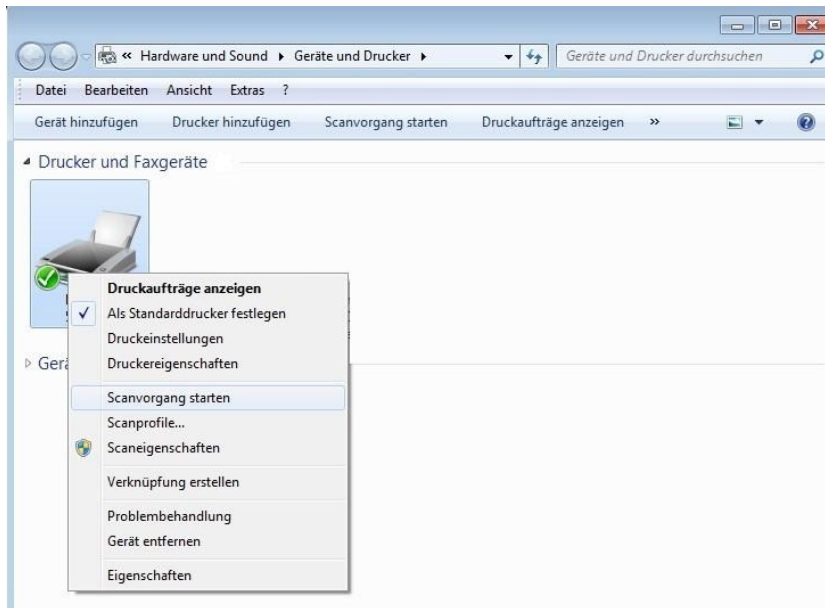 « Hardware und Sound ▸ Geräte und Drucker ▸
Geräte und Drucker durchsuchen
Datei Bearbeiten Ansicht Extras ?
Gerät hinzufügen Drucker hinzufügen Scanvorgang starten Druckaufträge anzeigen »
Drucker und Faxgeräte
Druckaufträge anzeigen
Als Standarddrucker festlegen
Druckeinstellungen
Druckereigenschaften
Scanvorgang starten
Scanprofile...
Scaneigenschaften
Verknüpfung erstellen
Problembehandlung
Gerät entfernen
Eigenschaften